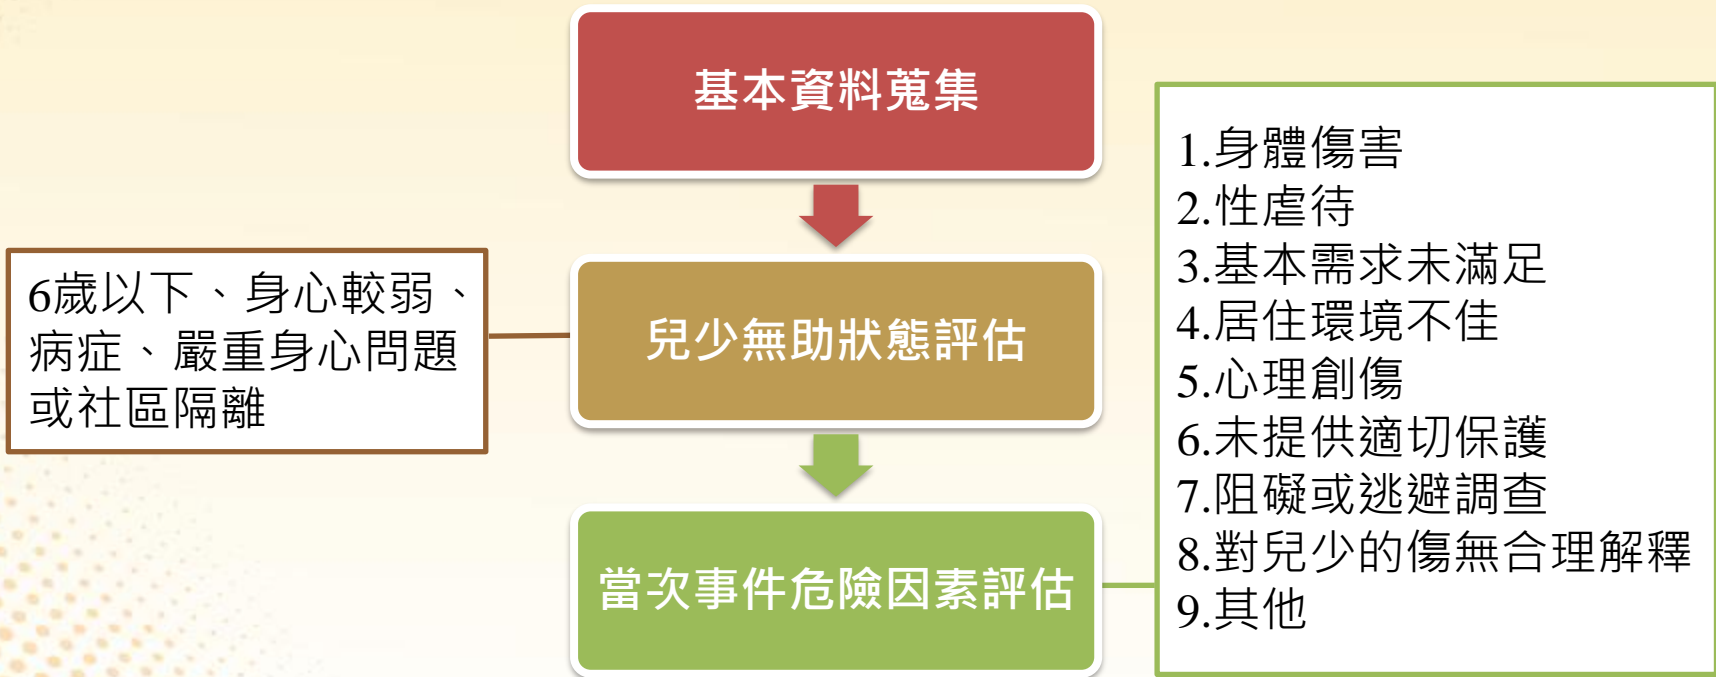 基本資料蒐集
兒少無助狀態評估
6歲以下、身心較弱、
病症、嚴重身心問題
或社區隔離
當次事件危險因素評估
1.身體傷害
2.性虐待
3.基本需求未滿足
4.居住環境不佳
5.心理創傷
6.未提供適切保護
7.阻礙或逃避調查
8.對兒少的傷無合理解釋
9.其他